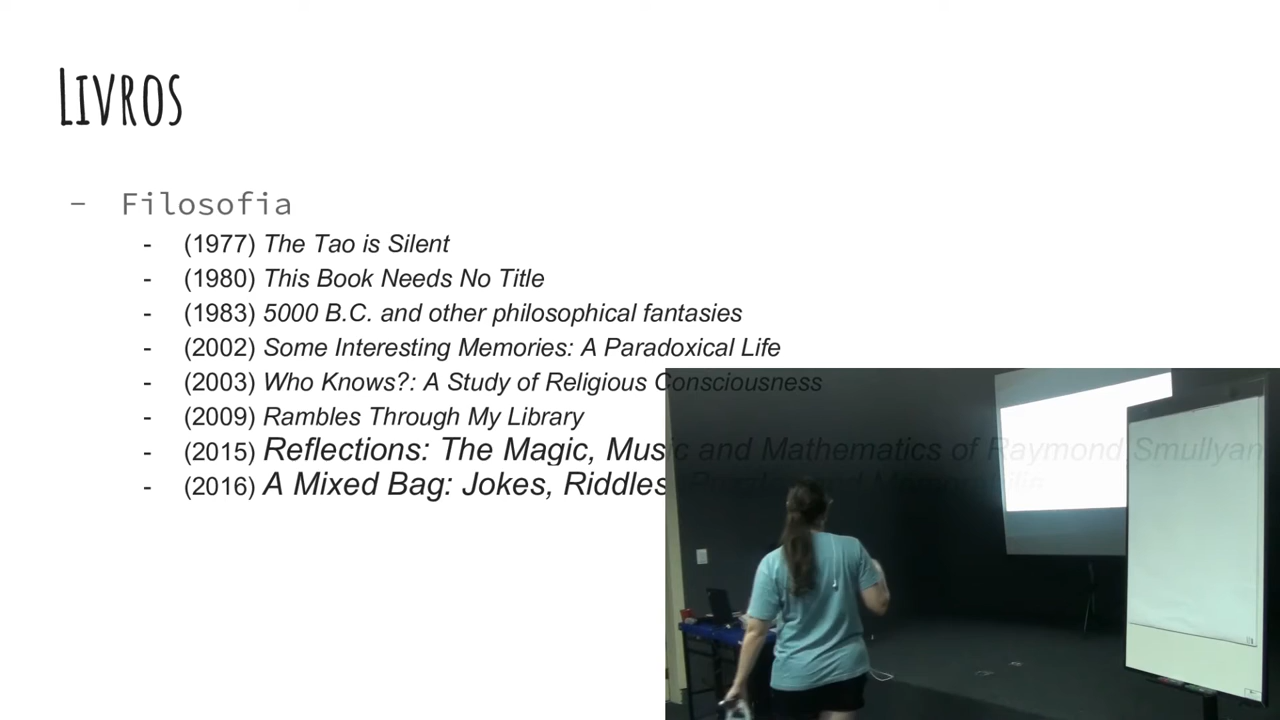 Livros
- Filosofia
- (1977) The Tao is Silent
- (1980) This Book Needs No Title
- (1983) 5000 B.C. and other philosophical fantasies
- (2002) Some Interesting Memories: A Paradoxical Life
- (2003) Who Knows?: A Study of Religious Consciousness
- (2009) Rambles Through My Library
- (2015) Reflections: The Magic, Music and Mathematics of Raymond Smullyan
- (2016) A Mixed Bag: Jokes, Riddles, and